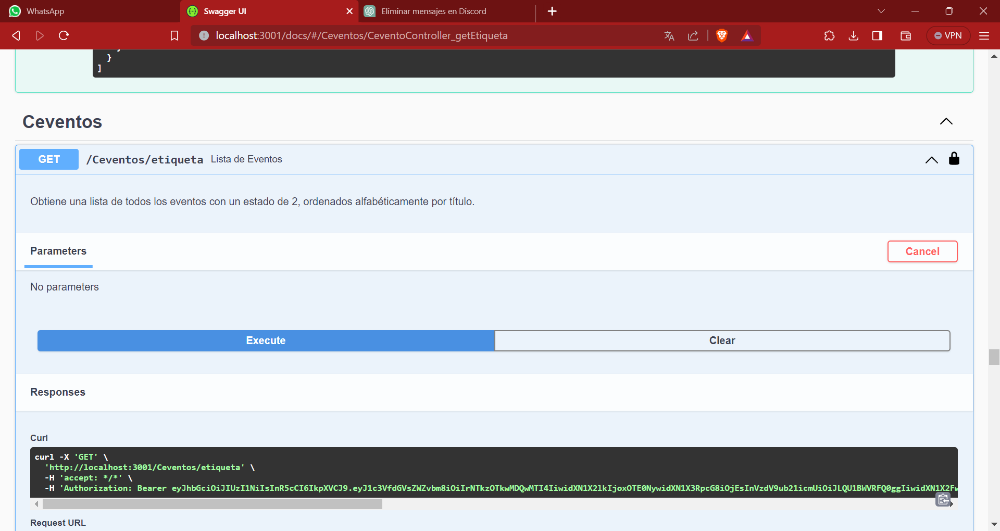 WhatsApp
Swagger UI
Eliminar mensajes en Discord
localhost:3001/docs/#/Ceventos/CeventoController_getEtiqueta
VPN
}
]
Ceventos
GET /Ceventos/etiqueta Lista de Eventos
Obtiene una lista de todos los eventos con un estado de 2, ordenados alfabéticamente por título.
Parameters
Cancel
No parameters
Execute
Clear
Responses
Curl
curl -X 'GET' \
'http://localhost:3001/Ceventos/etiqueta' \
-H 'accept: */*' \
-H 'Authorization: Bearer
Request URL